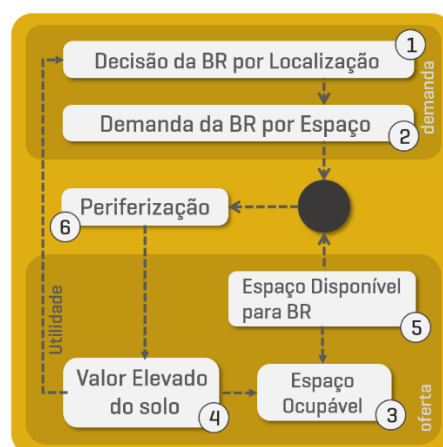 1
Decisão da BR por Localização
Demanda da BR por Espaço
2
demanda
Periferização
6
Espaço Disponível
para BR
5
Utilidade
Valor Elevado
do solo
4
Espaço
Ocupável
3
oferta